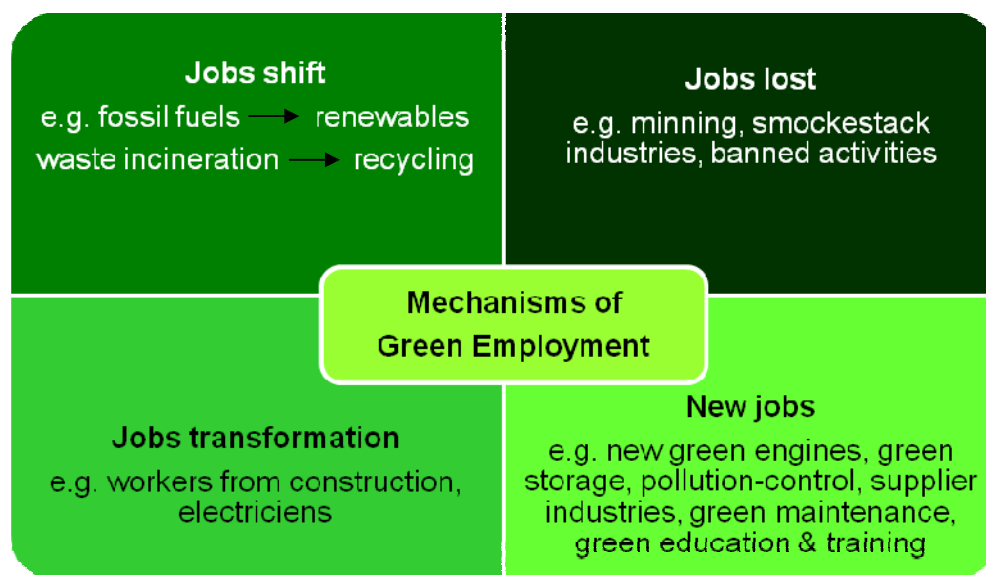 Jobs shift
e.g. fossil fuels → renewables
waste incineration → recycling
Jobs lost
e.g. minning, smockestack
industries, banned activities
Mechanisms of
Green Employment
Jobs transformation
e.g. workers from construction,
electriciens
New jobs
e.g. new green engines, green
storage, pollution-control, supplier
industries, green maintenance,
green education & training